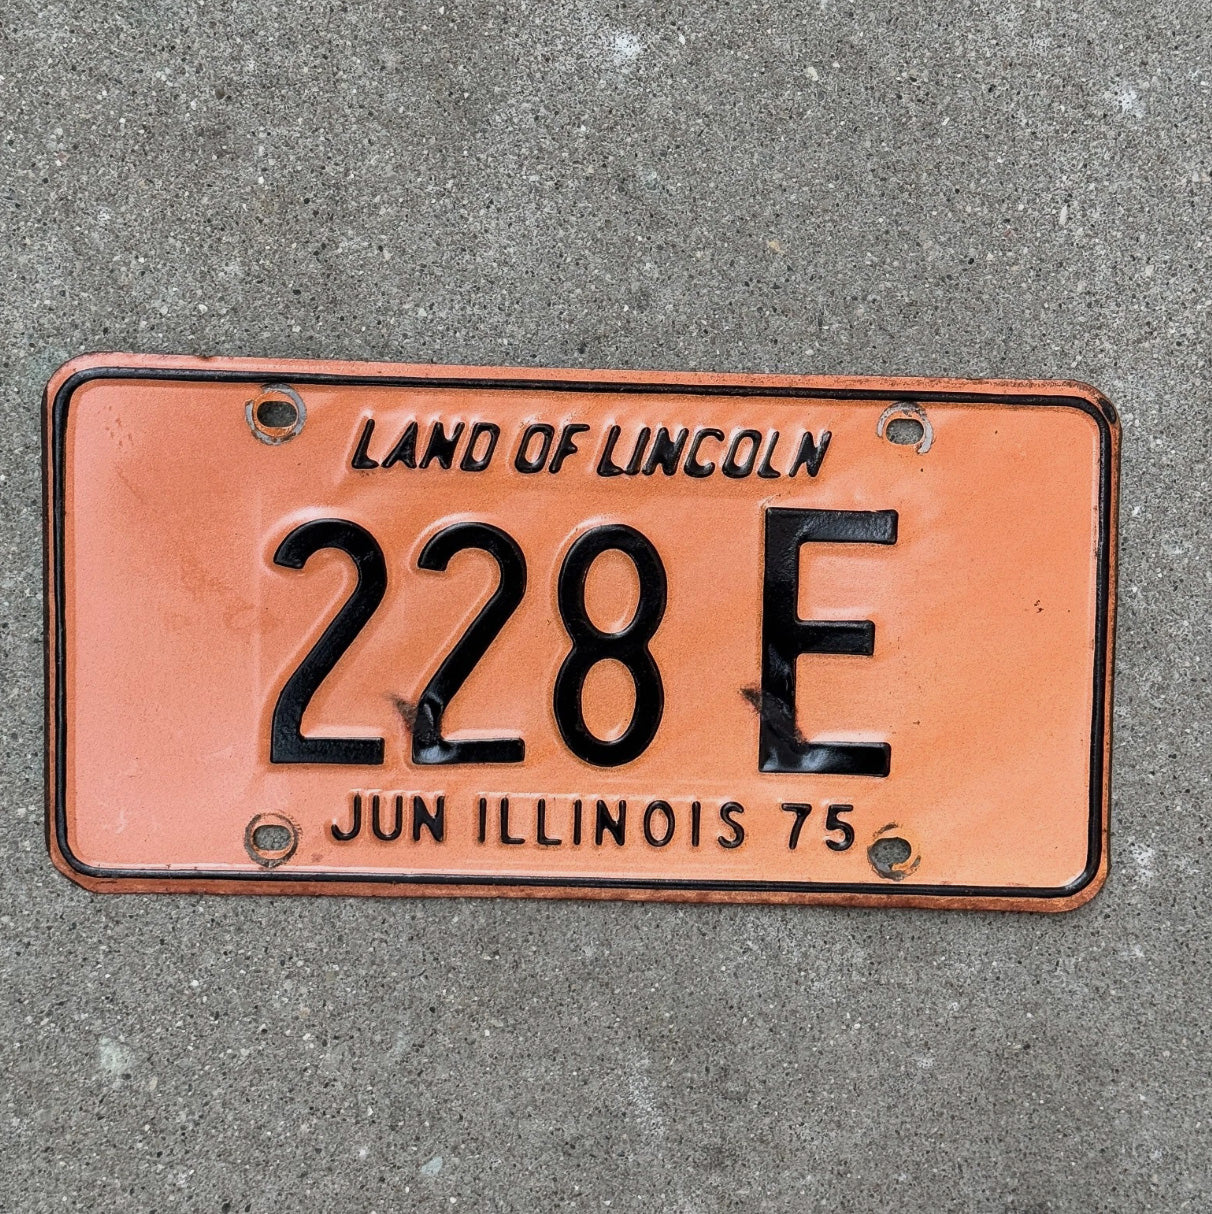 LAND OF LINCOLN
228 E
JUN ILLINOIS 75